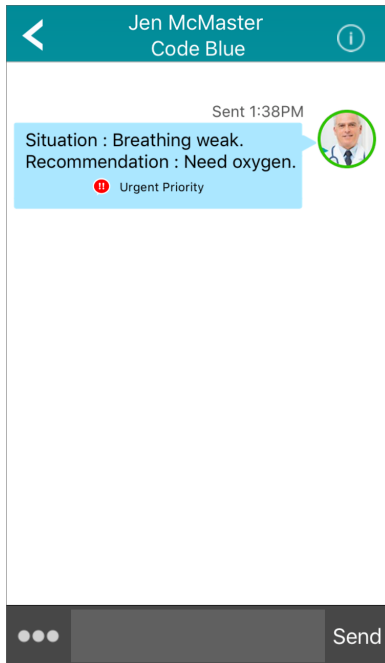 Jen McMaster
Code Blue
Sent 1:38PM
Situation : Breathing weak.
Recommendation : Need oxygen.
!! Urgent Priority
Send